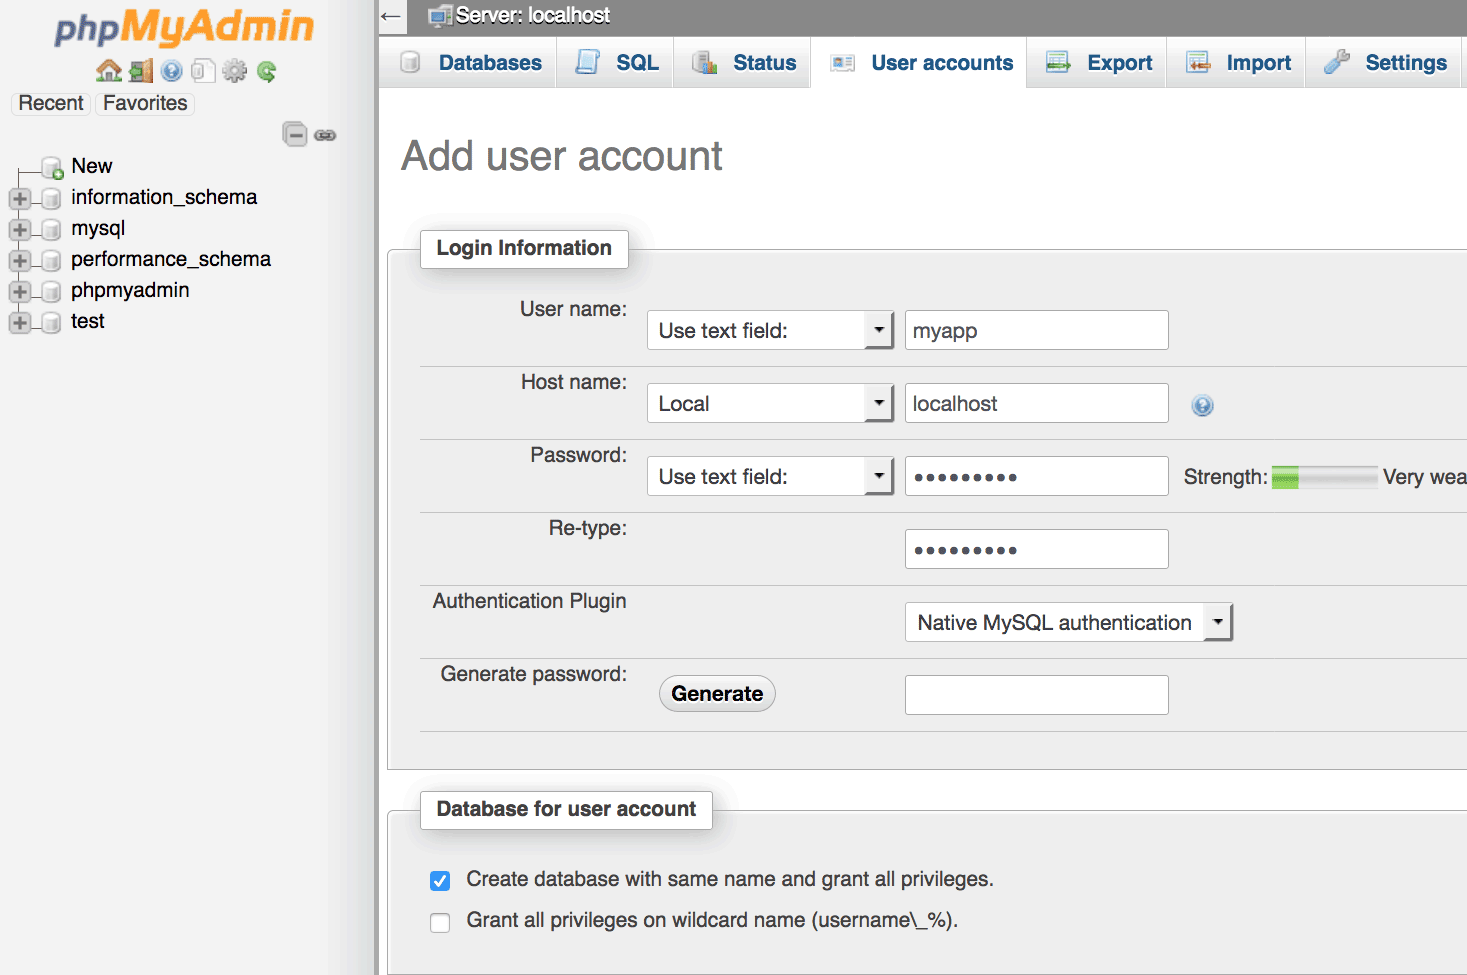 phpMyAdmin
Recent Favorites
New
information_schema
mysql
performance_schema
phpmyadmin
test
Server: localhost
Databases SQL Status User accounts Export Import Settings
Add user account
Login Information
User name: Use text field: myapp
Host name: Local localhost
Password: Use text field: ••••••••• Strength: Very wea
Re-type: •••••••••
Authentication Plugin Native MySQL authentication
Generate password: Generate
Database for user account
Create database with same name and grant all privileges.
Grant all privileges on wildcard name (username\_%).